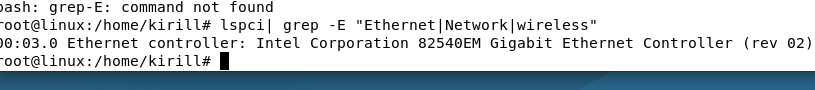 bash: grep-E: command not found
root@linux:/home/kirill# lspci| grep -E "Ethernet|Network|wireless"
00:03.0 Ethernet controller: Intel Corporation 82540EM Gigabit Ethernet Controller (rev 02)
root@linux:/home/kirill#